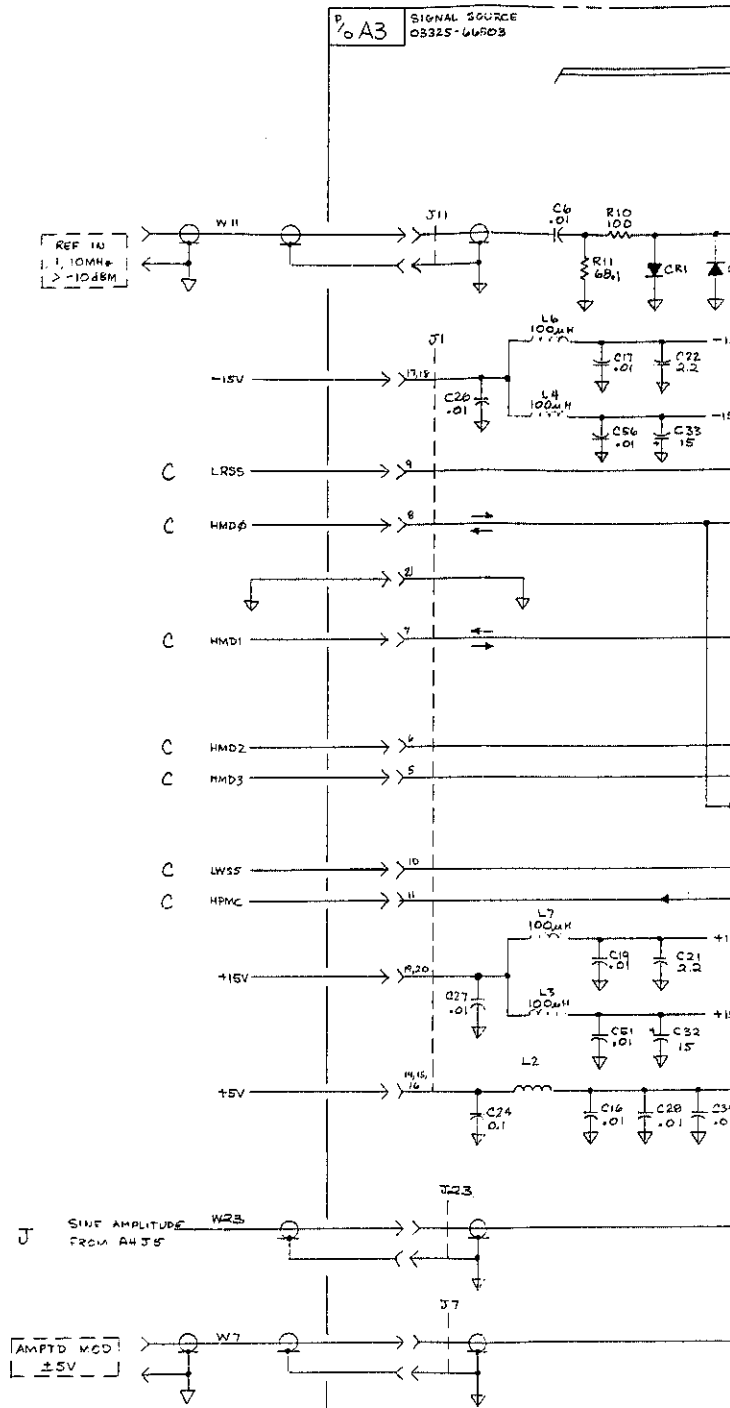 P/O A3 SIGNAL SOURCE
03325-66503
W11
J11
C6
.01
R10
100
REF IN
1, 10MHz
> -10dBM
R11
68.1
CR1
J1
L6
100µH
-15V
17,18
C26
.01
C17
.01
C22
2.2
L4
100µH
C56
.01
C33
15
C LRS5 9
C HMDØ 8
21
C HMD1 7
C HMD2 6
C HMD3 5
C LWS5 10
C HPMC 11
L7
100µH
+15V
19,20
C27
.01
C19
.01
C21
2.2
L3
100µH
C51
.01
+
C32
15
L2
+5V
14,15,
16
C24
0.1
C16
.01
C28
.01
J SINE AMPLITUDE
FROM A4J5
W23
J23
W7
J7
AMPTD MOD
±5V